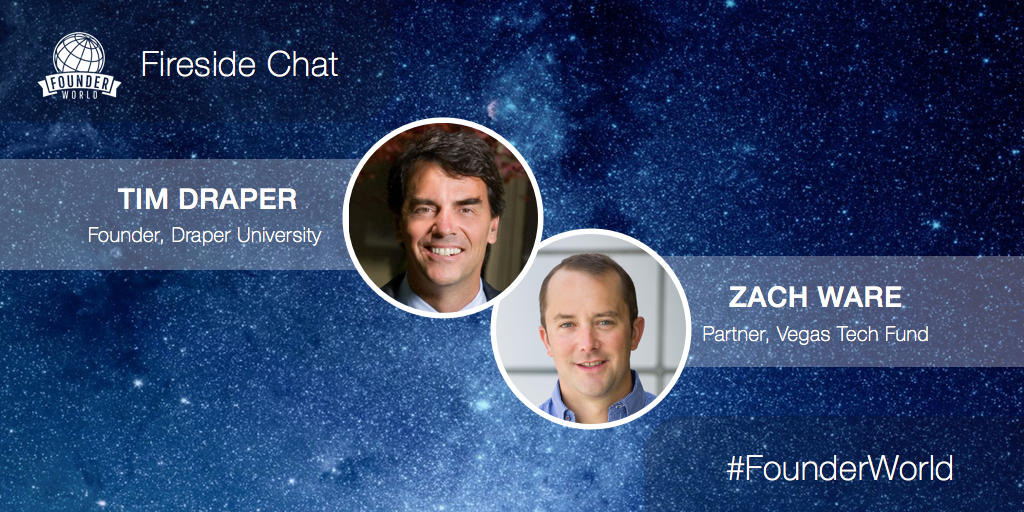 FOUNDER
WORLD
Fireside Chat
TIM DRAPER
Founder, Draper University
ZACH WARE
Partner, Vegas Tech Fund
#FounderWorld